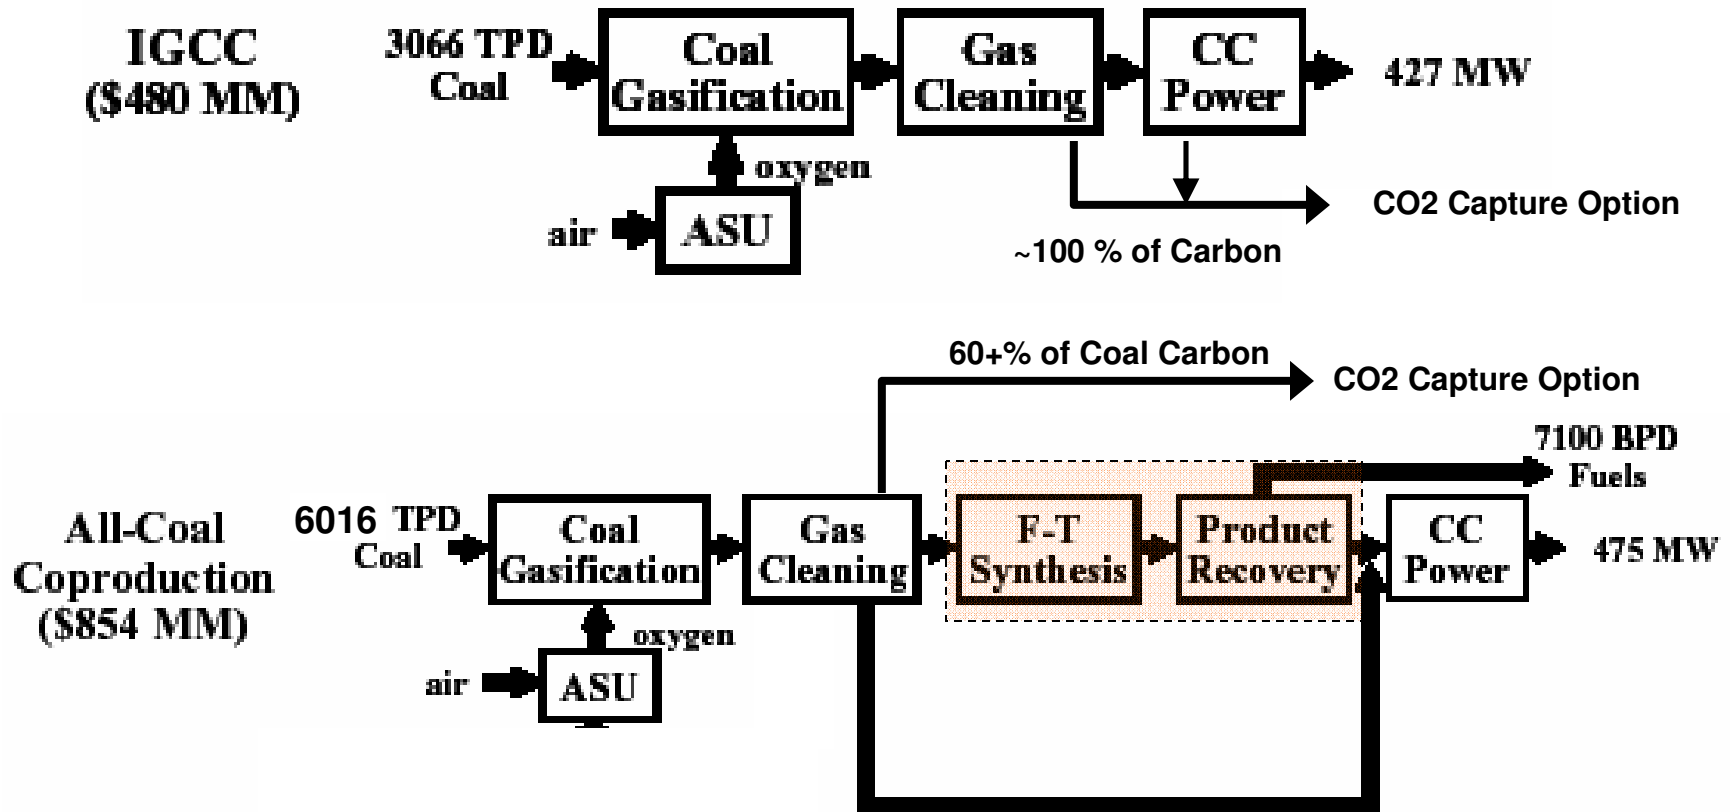 IGCC
($480 MM)
3066 TPD
Coal
Coal
Gasification
Gas
Cleaning
CC
Power
427 MW
oxygen
air
ASU
CO2 Capture Option
~100 % of Carbon
60+% of Coal Carbon
CO2 Capture Option
7100 BPD
Fuels
All-Coal
Coproduction
($854 MM)
6016 TPD
Coal
Coal
Gasification
Gas
Cleaning
F-T
Synthesis
Product
Recovery
CC
Power
475 MW
oxygen
air
ASU